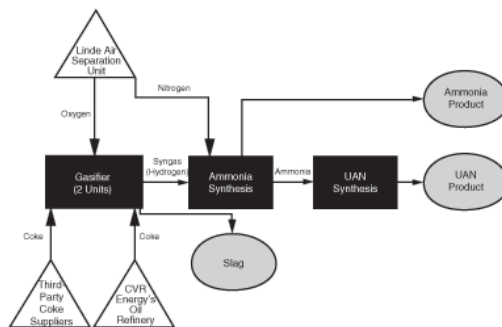 Linde Air
Separation
Unit
Nitrogen
Oxygen
Ammonia
Product
Syngas
(Hydrogen)
Gasifier
(2 Units)
Ammonia
Synthesis
Ammonia
UAN
Synthesis
UAN
Product
Coke
Coke
Slag
Third-
Party
Coke
Suppliers
CVR
Energy's
Oil
Refinery